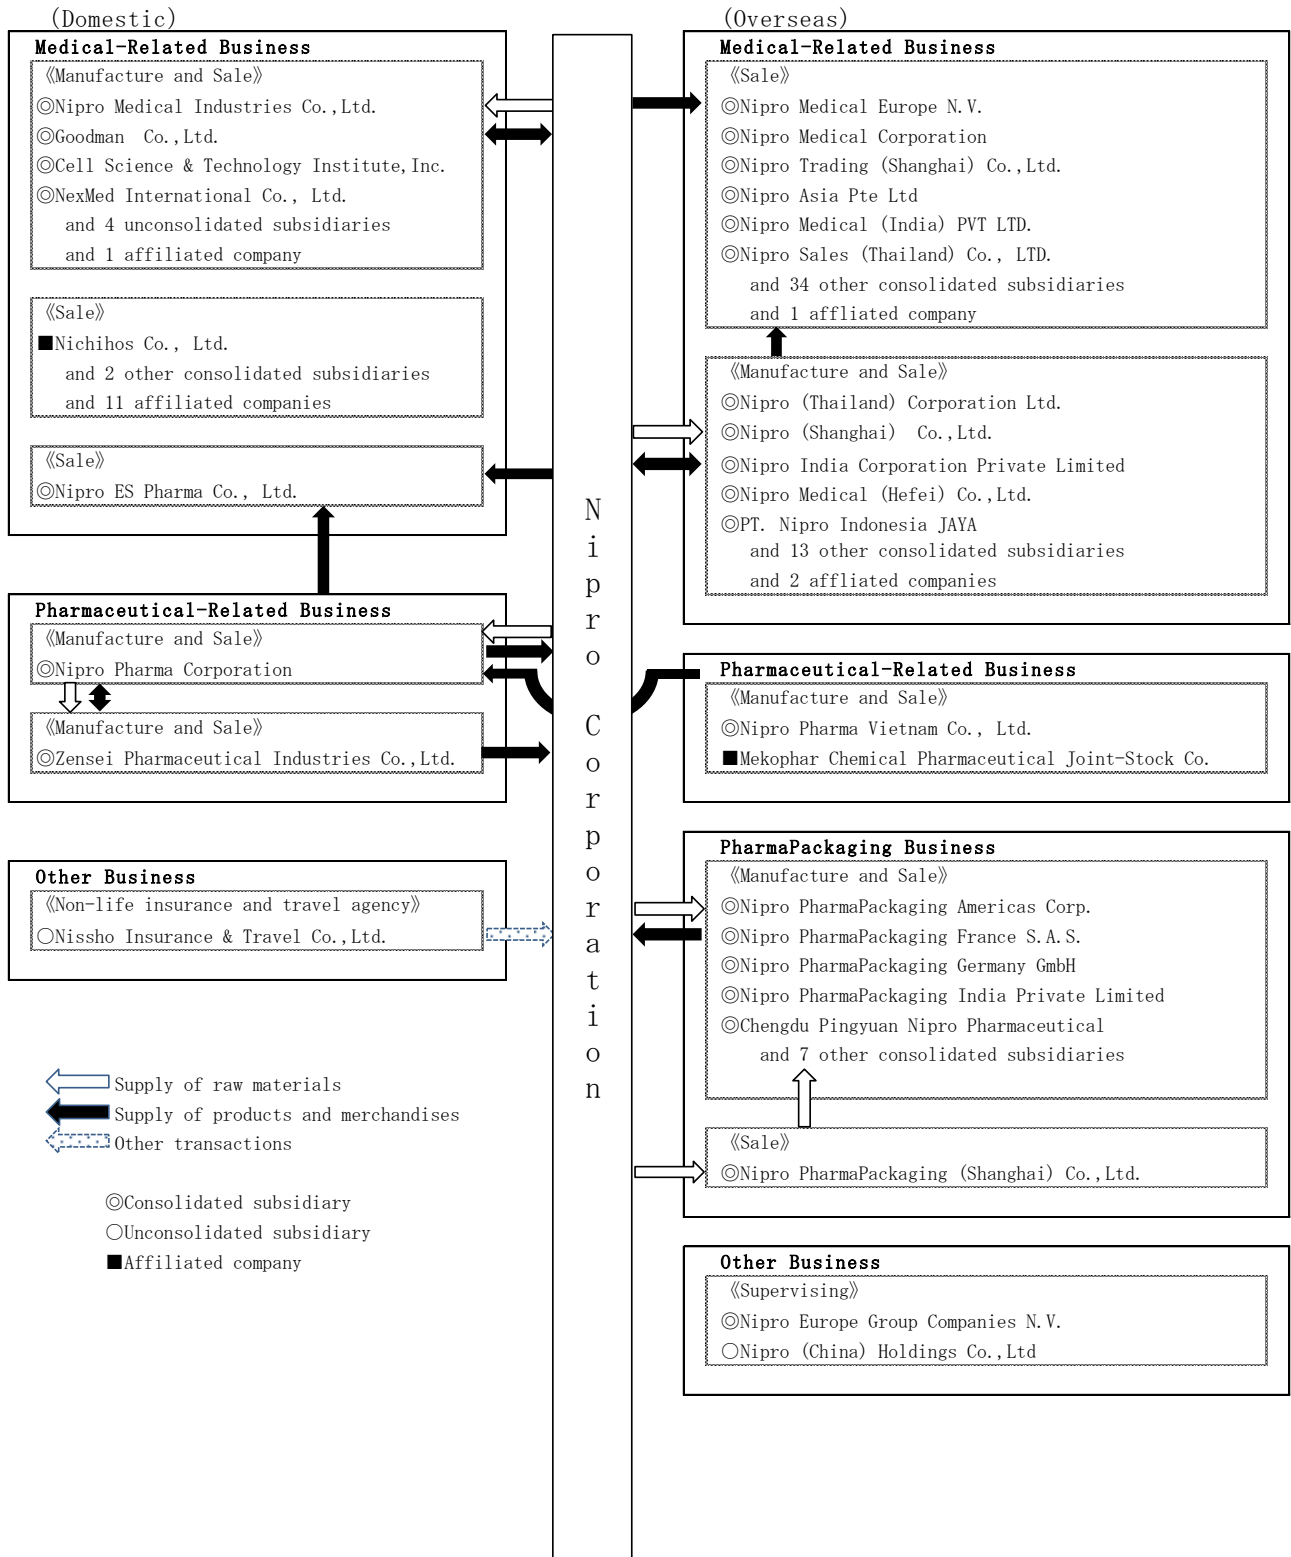 (Domestic)
Medical-Related Business
《Manufacture and Sale》
◎Nipro Medical Industries Co.,Ltd.
◎Goodman Co.,Ltd.
◎Cell Science & Technology Institute,Inc.
◎NexMed International Co., Ltd.
and 4 unconsolidated subsidiaries
and 1 affiliated company
《Sale》
■Nichihos Co., Ltd.
and 2 other consolidated subsidiaries
and 11 affiliated companies
《Sale》
◎Nipro ES Pharma Co., Ltd.
Pharmaceutical-Related Business
《Manufacture and Sale》
◎Nipro Pharma Corporation
《Manufacture and Sale》
◎Zensei Pharmaceutical Industries Co.,Ltd.
Other Business
《Non-life insurance and travel agency》
○Nissho Insurance & Travel Co.,Ltd.
Supply of raw materials
Supply of products and merchandises
Other transactions
◎Consolidated subsidiary
○Unconsolidated subsidiary
■Affiliated company
Nipro Corporation
(Overseas)
Medical-Related Business
《Sale》
◎Nipro Medical Europe N.V.
◎Nipro Medical Corporation
◎Nipro Trading (Shanghai) Co.,Ltd.
◎Nipro Asia Pte Ltd
◎Nipro Medical (India) PVT LTD.
◎Nipro Sales (Thailand) Co., LTD.
and 34 other consolidated subsidiaries
and 1 affliated company
《Manufacture and Sale》
◎Nipro (Thailand) Corporation Ltd.
◎Nipro (Shanghai) Co.,Ltd.
◎Nipro India Corporation Private Limited
◎Nipro Medical (Hefei) Co.,Ltd.
◎PT. Nipro Indonesia JAYA
and 13 other consolidated subsidiaries
and 2 affliated companies
Pharmaceutical-Related Business
《Manufacture and Sale》
◎Nipro Pharma Vietnam Co., Ltd.
■Mekophar Chemical Pharmaceutical Joint-Stock Co.
PharmaPackaging Business
《Manufacture and Sale》
◎Nipro PharmaPackaging Americas Corp.
◎Nipro PharmaPackaging France S.A.S.
◎Nipro PharmaPackaging Germany GmbH
◎Nipro PharmaPackaging India Private Limited
◎Chengdu Pingyuan Nipro Pharmaceutical
and 7 other consolidated subsidiaries
《Sale》
◎Nipro PharmaPackaging (Shanghai) Co.,Ltd.
Other Business
《Supervising》
◎Nipro Europe Group Companies N.V.
○Nipro (China) Holdings Co.,Ltd